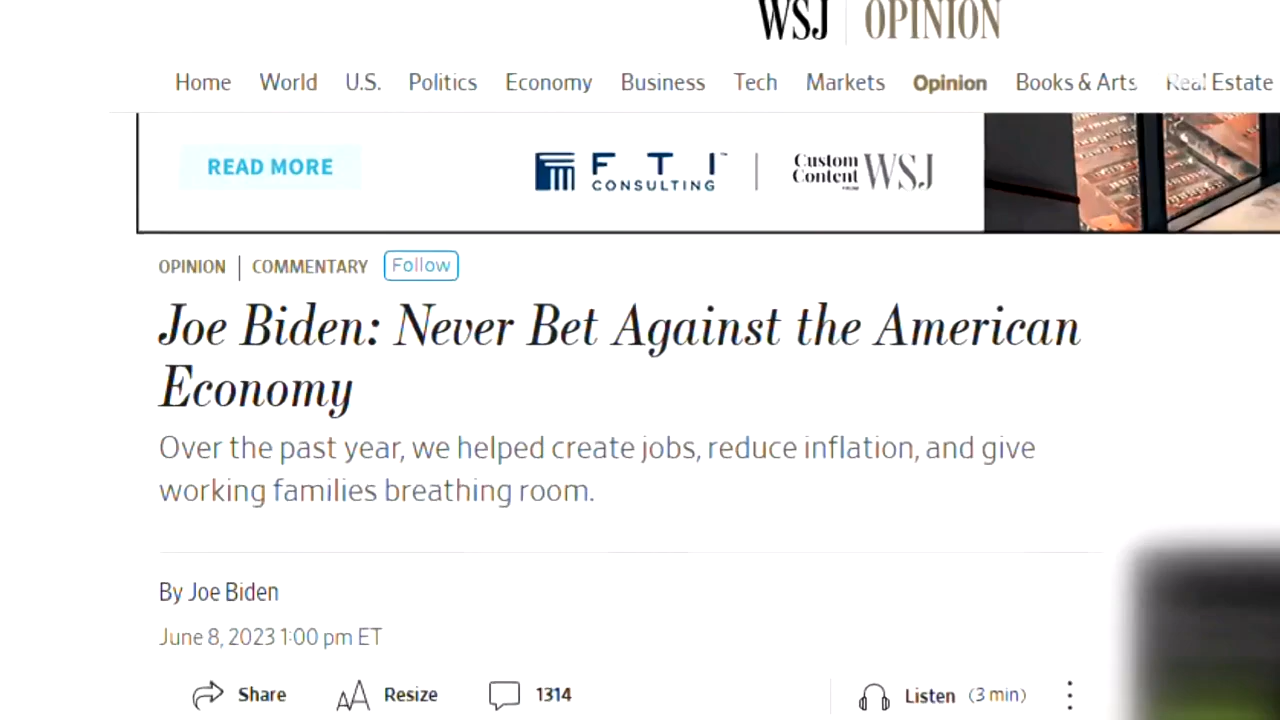 WSJ OPINION
Home World U.S. Politics Economy Business Tech Markets Opinion Books & Arts Real Estate
READ MORE
F T I ™
CONSULTING
Custom
Content
WSJ
OPINION | COMMENTARY Follow
Joe Biden: Never Bet Against the American
Economy
Over the past year, we helped create jobs, reduce inflation, and give
working families breathing room.
By Joe Biden
June 8, 2023 1:00 pm ET
Share AA Resize 1314 Listen (3 min)